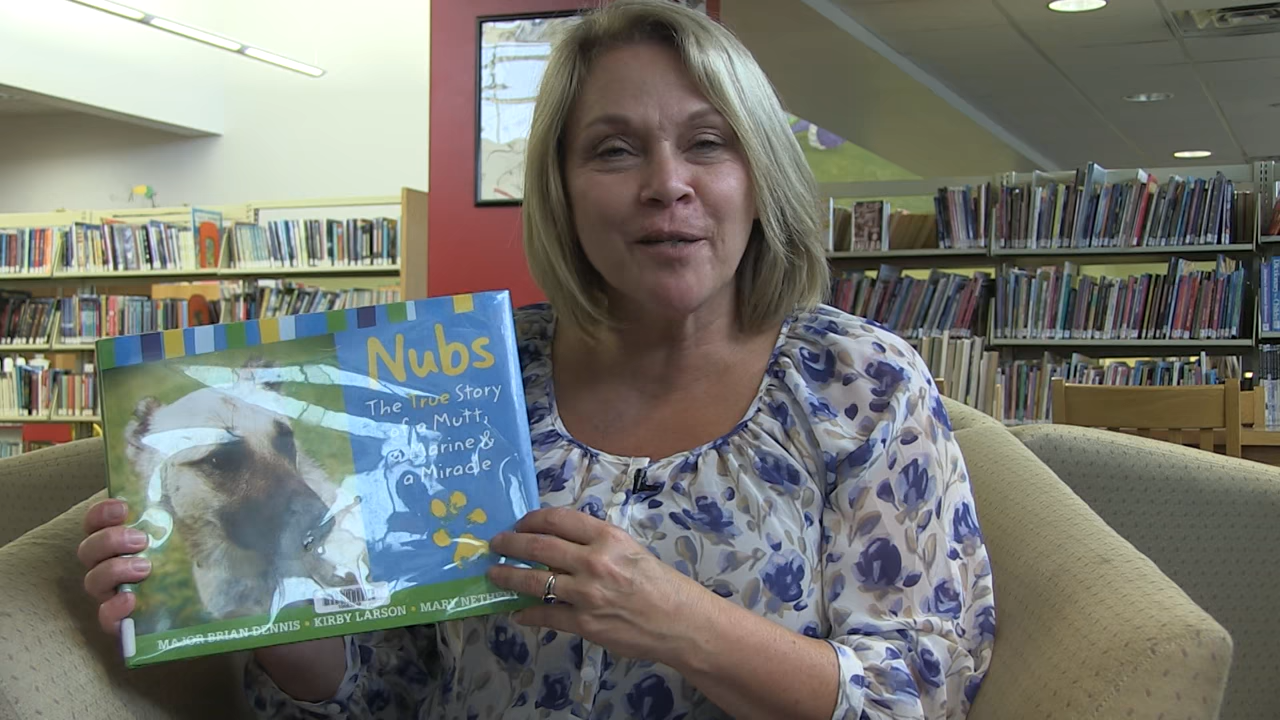 Nubs
The True Story
of a Mutt,
a Marine &
a Miracle
MAJOR BRIAN DENNIS • KIRBY LARSON • MARY NETHERY